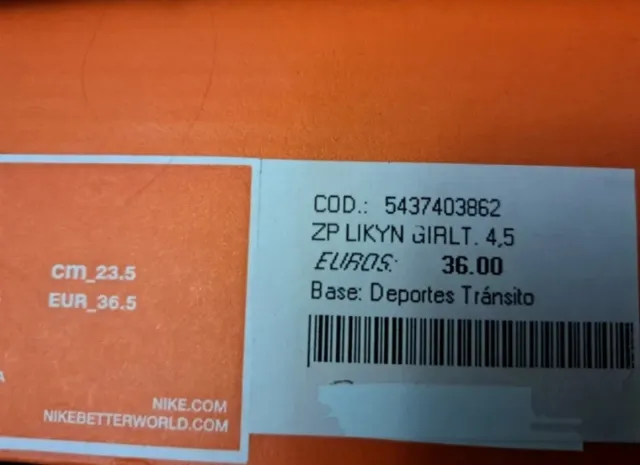 cm_23.5
EUR_36.5
A
NIKE.COM
NIKEBETTERWORLD.COM
COD.: 5437403862
ZP LIKYN GIRLT. 4,5
EUROS: 36.00
Base: Deportes Tránsito